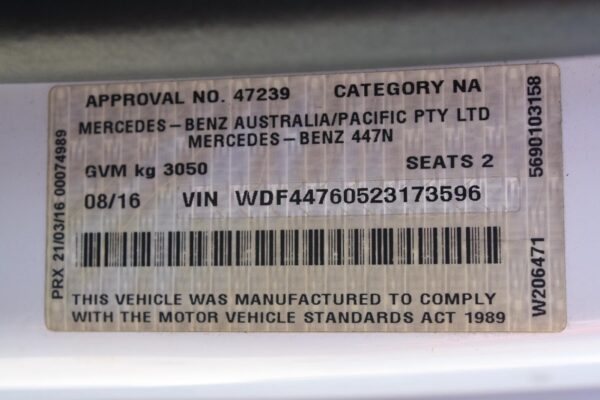 APPROVAL NO. 47239 CATEGORY NA
MERCEDES-BENZ AUSTRALIA/PACIFIC PTY LTD
MERCEDES-BENZ 447N
GVM kg 3050 SEATS 2
08/16 VIN WDF44760523173596
THIS VEHICLE WAS MANUFACTURED TO COMPLY
WITH THE MOTOR VEHICLE STANDARDS ACT 1989
PRX 21/03/16 00074989
5690103158
W206471